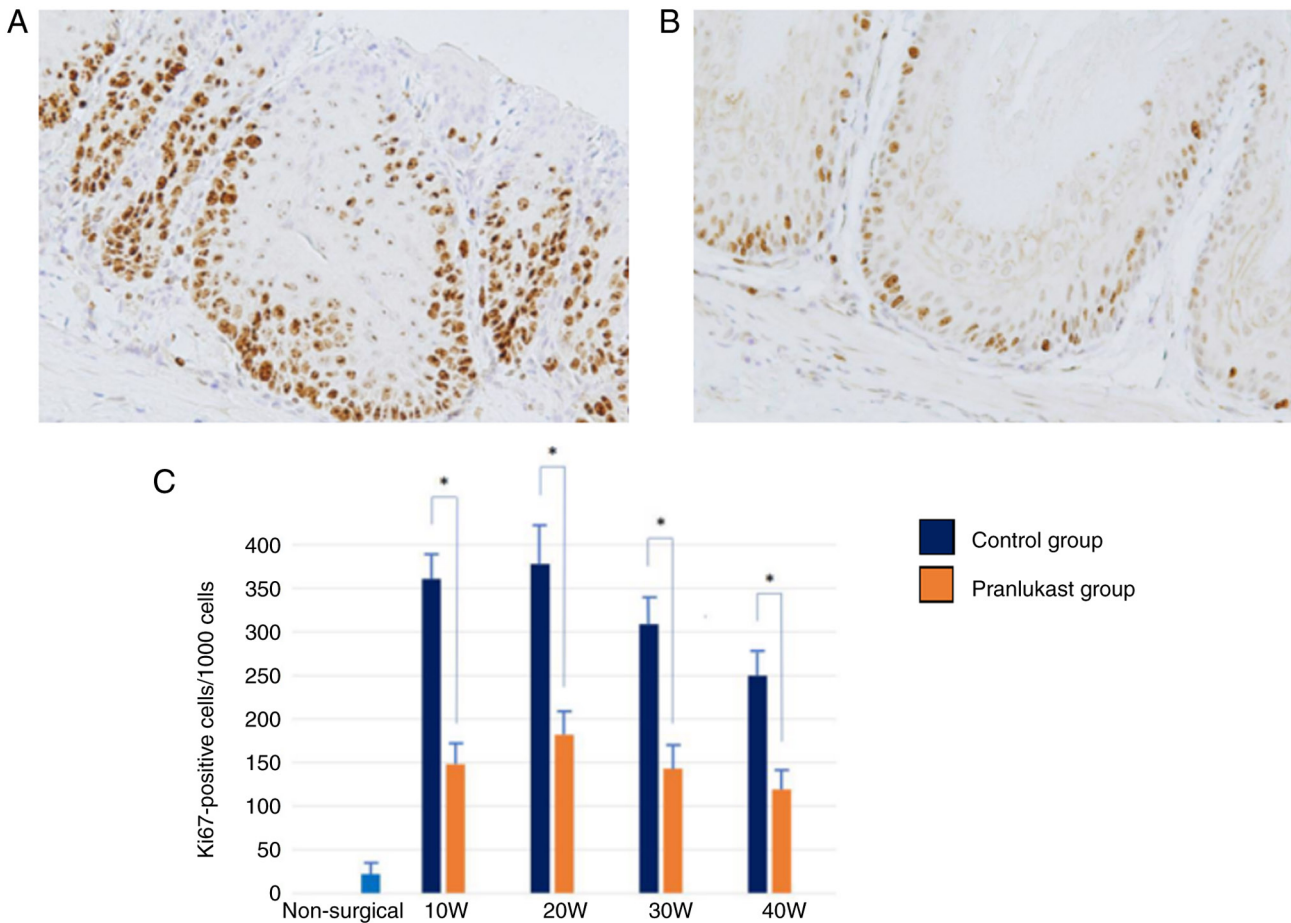 A
B
C
*
*
*
*
Ki67-positive cells/1000 cells
400
350
300
250
200
150
100
50
0
Non-surgical
10W
20W
30W
40W
Control group
Pranlukast group